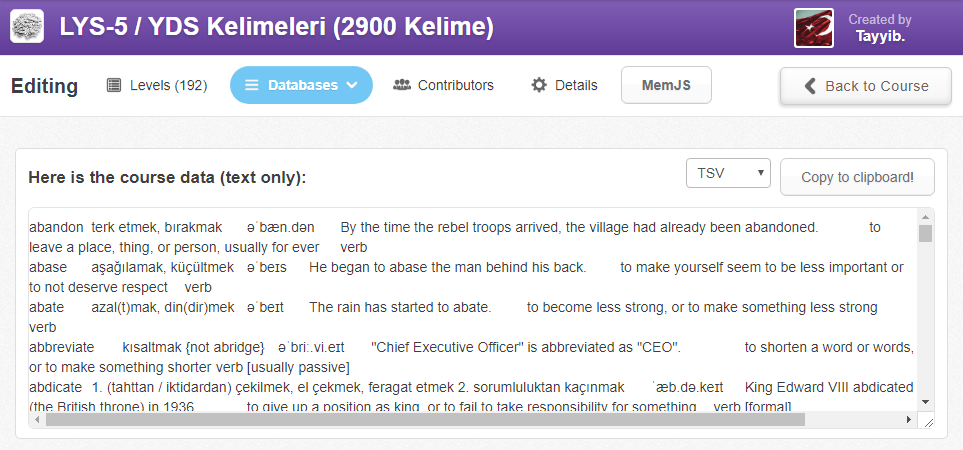 LYS-5 / YDS Kelimeleri (2900 Kelime)
Created by
Tayyib.
Editing
Levels (192)
Databases
Contributors
Details
MemJS
Back to Course
Here is the course data (text only):
TSV
Copy to clipboard!
abandon terk etmek, bırakmak əˈbæn.dən By the time the rebel troops arrived, the village had already been abandoned. to
leave a place, thing, or person, usually for ever verb
abase aşağılamak, küçültmek əˈbeɪs He began to abase the man behind his back. to make yourself seem to be less important or
to not deserve respect verb
abate azal(t)mak, din(dir)mek əˈbeɪt The rain has started to abate. to become less strong, or to make something less strong
verb
abbreviate kısaltmak {not abridge} əˈbriː.vi.eɪt "Chief Executive Officer" is abbreviated as "CEO". to shorten a word or words,
or to make something shorter verb [usually passive]
abdicate 1. (tahttan / iktidardan) çekilmek, el çekmek, feragat etmek 2. sorumluluktan kaçınmak ˈæb.də.keɪt King Edward VIII abdicated
(the British throne) in 1936. to give up a position as king, or to fail to take responsibility for something verb [formal]